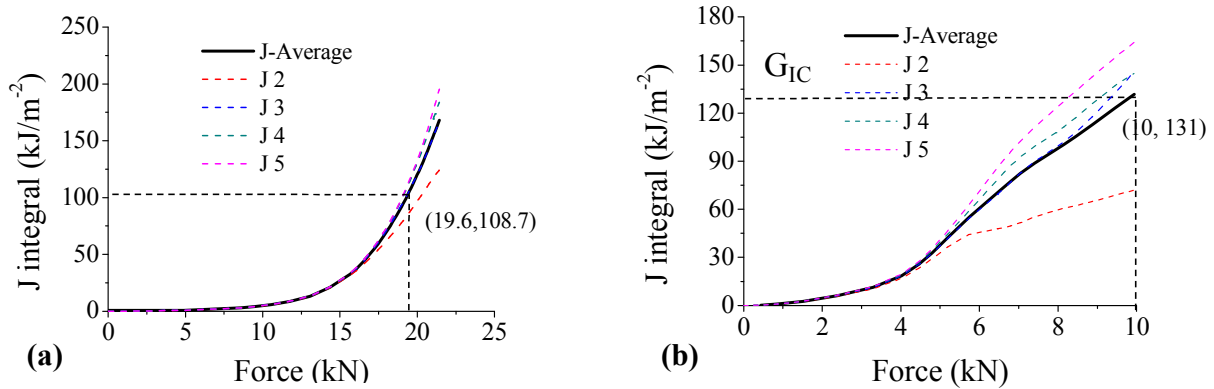 250
200
150
100
50
0
J integral (kJ/m⁻²)
J-Average
J 2
J 3
J 4
J 5
(19.6,108.7)
0 5 10 15 20 25
Force (kN)
(a)
180
150
120
90
60
30
0
J integral (kJ/m⁻²)
G_IC
J-Average
J 2
J 3
J 4
J 5
(10, 131)
0 2 4 6 8 10
Force (kN)
(b)